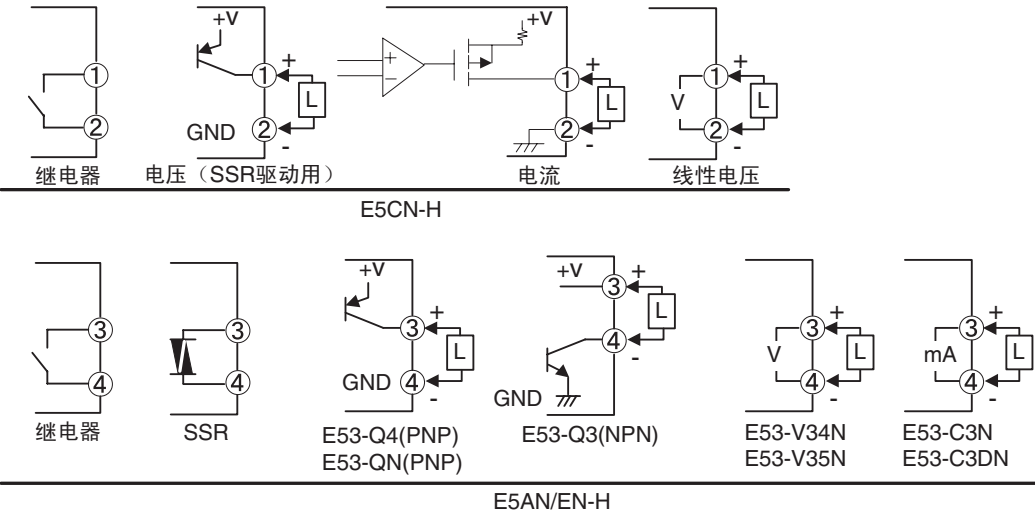 +V
1
+
L
2
GND
-
继电器
电压（SSR驱动用）
+V
+
-
1
+
L
2
-
电流
V
1
+
L
2
-
线性电压
1
2
E5CN-H
3
4
继电器
3
4
SSR
+V
3
+
L
GND
4
-
E53-Q4(PNP)
E53-QN(PNP)
+V
3
+
L
4
-
GND
E53-Q3(NPN)
3
+
V
L
4
-
E53-V34N
E53-V35N
3
+
mA
L
4
-
E53-C3N
E53-C3DN
E5AN/EN-H